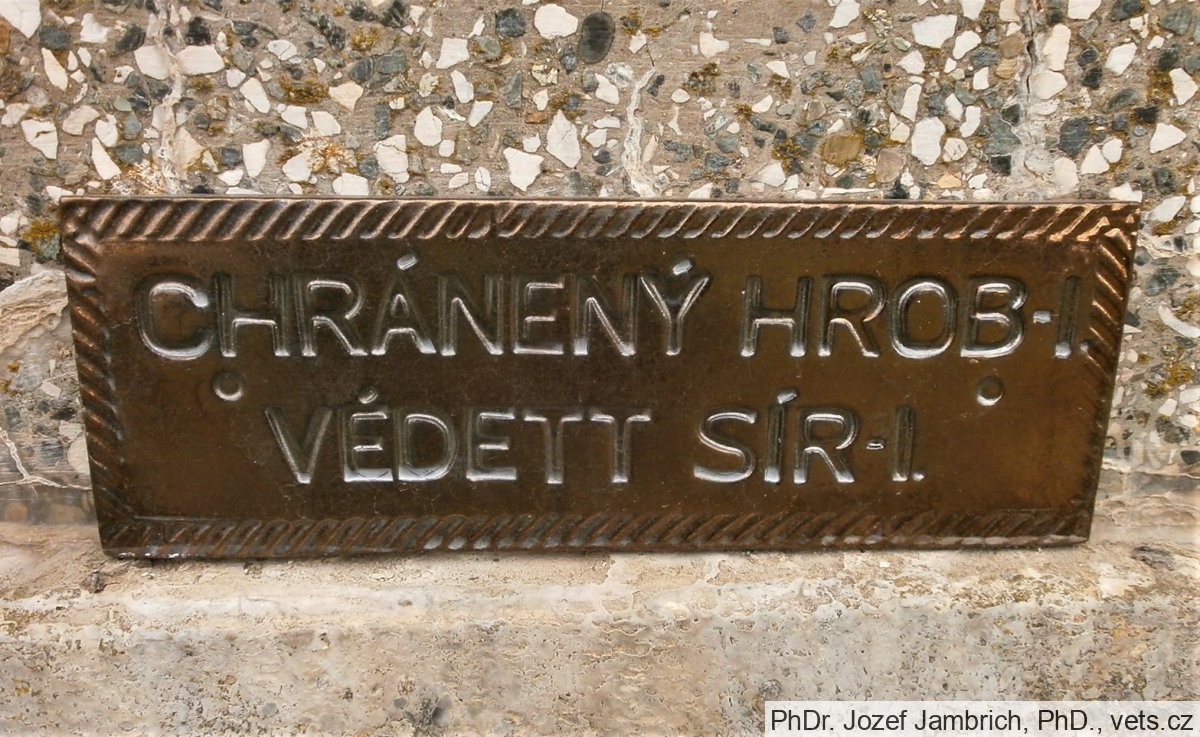 CHRÁNENÝ HROB-I.
VÉDETT SÍR-I.
PhDr. Jozef Jambrich, PhD., vets.cz